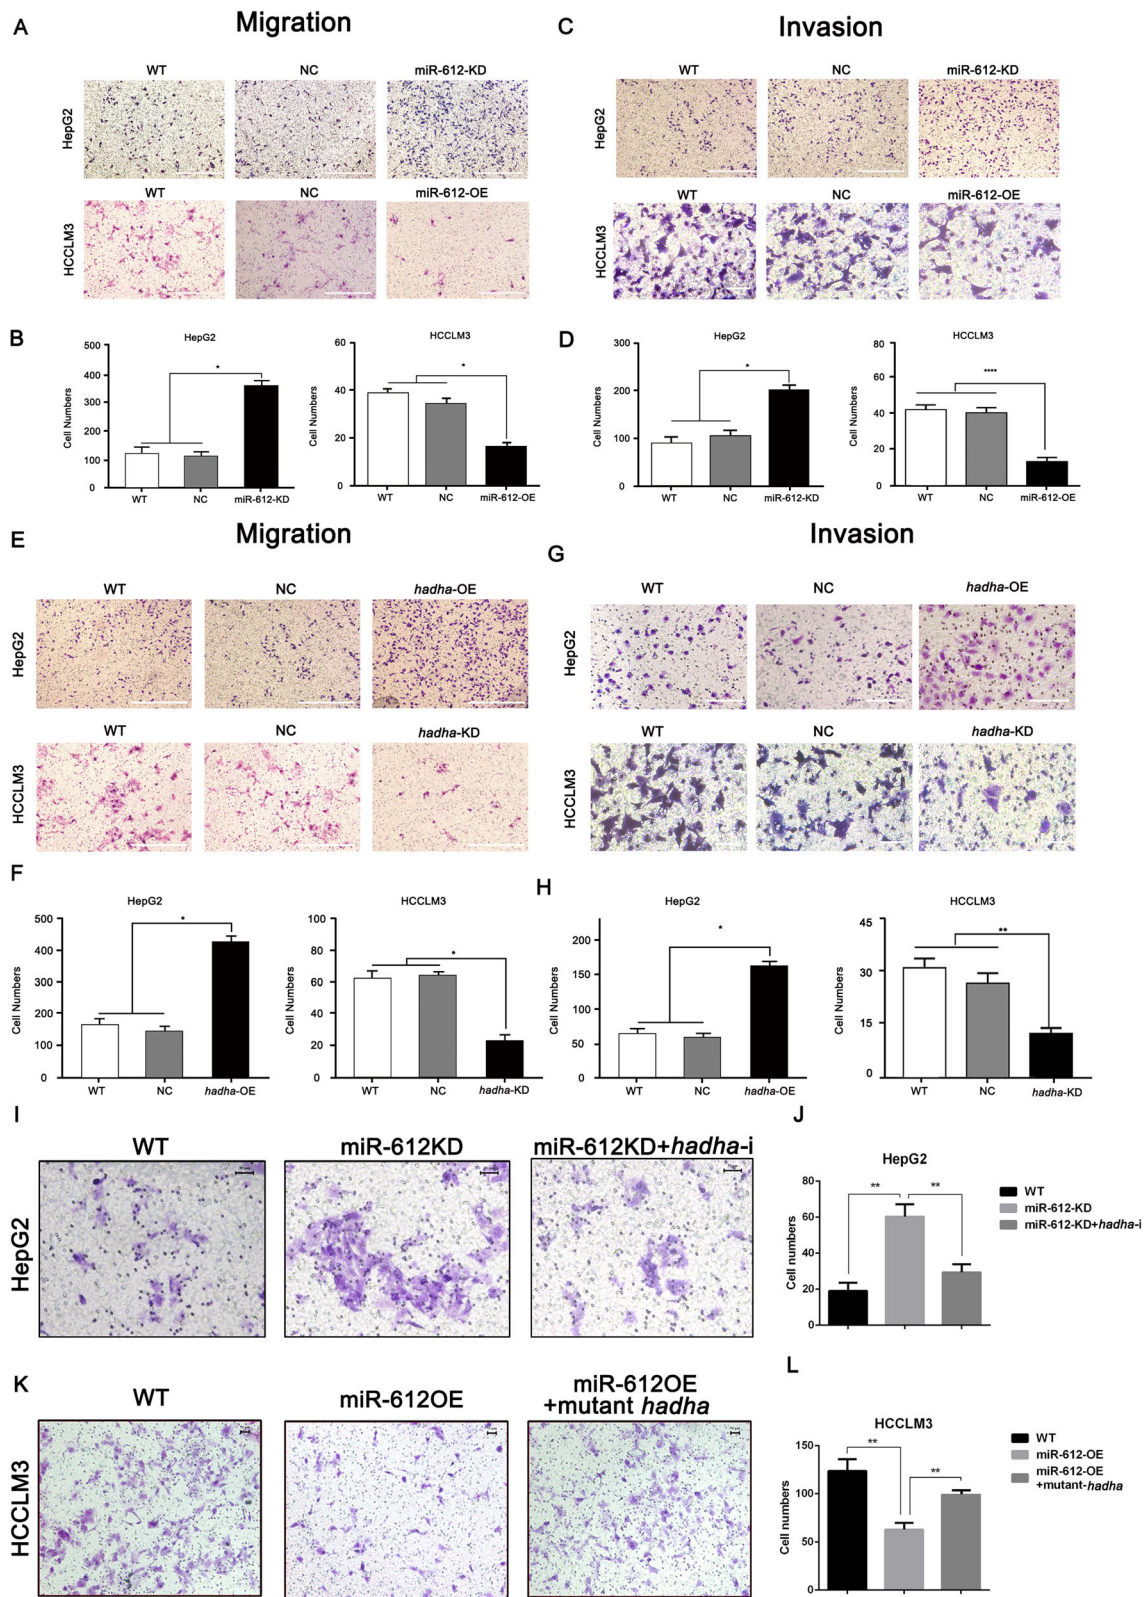 A
Migration
WT
NC
miR-612-KD
HepG2
WT
NC
miR-612-OE
HCCLM3
C
Invasion
WT
NC
miR-612-KD
HepG2
WT
NC
miR-612-OE
HCCLM3
B
HepG2
Cell Numbers
500
400
300
200
100
0
*
WT
NC
miR-612-KD
HCCLM3
Cell Numbers
60
40
20
0
*
WT
NC
miR-612-OE
D
HepG2
Cell Numbers
300
200
100
0
*
WT
NC
miR-612-KD
HCCLM3
Cell Numbers
80
60
40
20
0
****
WT
NC
miR-612-OE
E
Migration
WT
NC
hadha-OE
HepG2
WT
NC
hadha-KD
HCCLM3
G
Invasion
WT
NC
hadha-OE
HepG2
WT
NC
hadha-KD
HCCLM3
F
HepG2
Cell Numbers
500
400
300
200
100
0
*
WT
NC
hadha-OE
HCCLM3
Cell Numbers
100
80
60
40
20
0
*
WT
NC
hadha-KD
H
HepG2
Cell Numbers
200
150
100
50
0
*
WT
NC
hadha-OE
HCCLM3
Cell Numbers
45
30
15
0
**
WT
NC
hadha-KD
I
WT
miR-612KD
miR-612KD+hadha-i
HepG2
J
HepG2
Cell numbers
80
60
40
20
0
**
**
WT
miR-612-KD
miR-612-KD+hadha-i
K
WT
miR-612OE
miR-612OE
+mutant hadha
HCCLM3
L
HCCLM3
Cell numbers
150
100
50
0
**
**
WT
miR-612-OE
miR-612-OE
+mutant-hadha